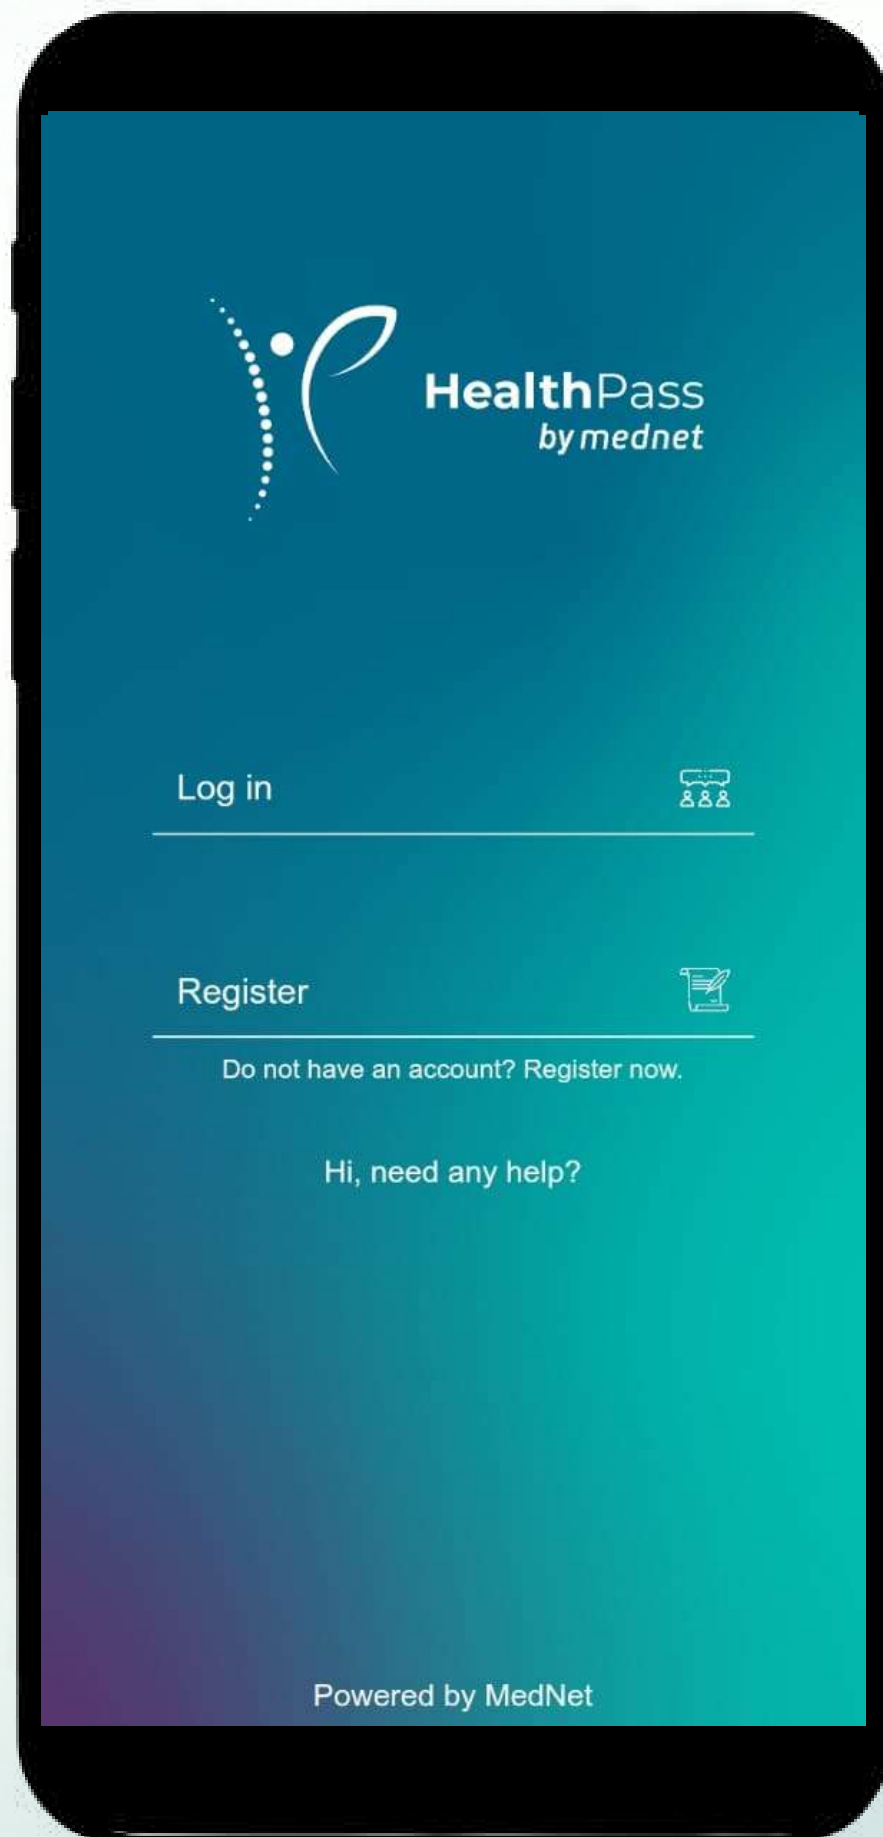 HealthPass
by mednet
Log in
Register
Do not have an account? Register now.
Hi, need any help?
Powered by MedNet